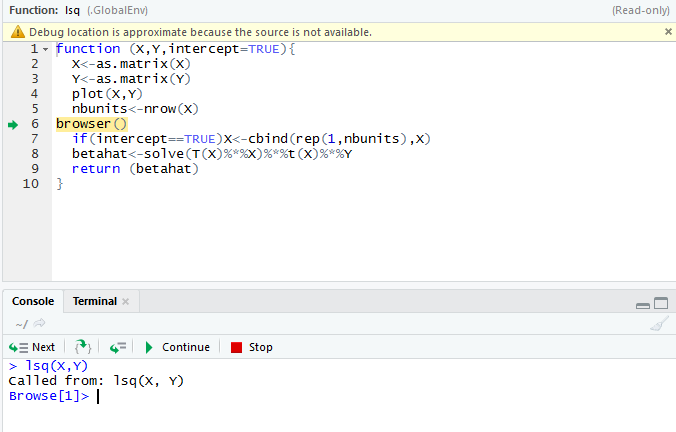 Function: lsq (.GlobalEnv) (Read-only)
Debug location is approximate because the source is not available. ×
1 function (X,Y,intercept=TRUE){
2 X<-as.matrix(X)
3 Y<-as.matrix(Y)
4 plot(X,Y)
5 nbunits<-nrow(X)
6 browser()
7 if(intercept==TRUE)X<-cbind(rep(1,nbunits),X)
8 betahat<-solve(T(X)%*%X)%*%t(X)%*%Y
9 return (betahat)
10 }
Console Terminal ×
~/
Next Continue Stop
> lsq(X,Y)
Called from: lsq(X, Y)
Browse[1]>